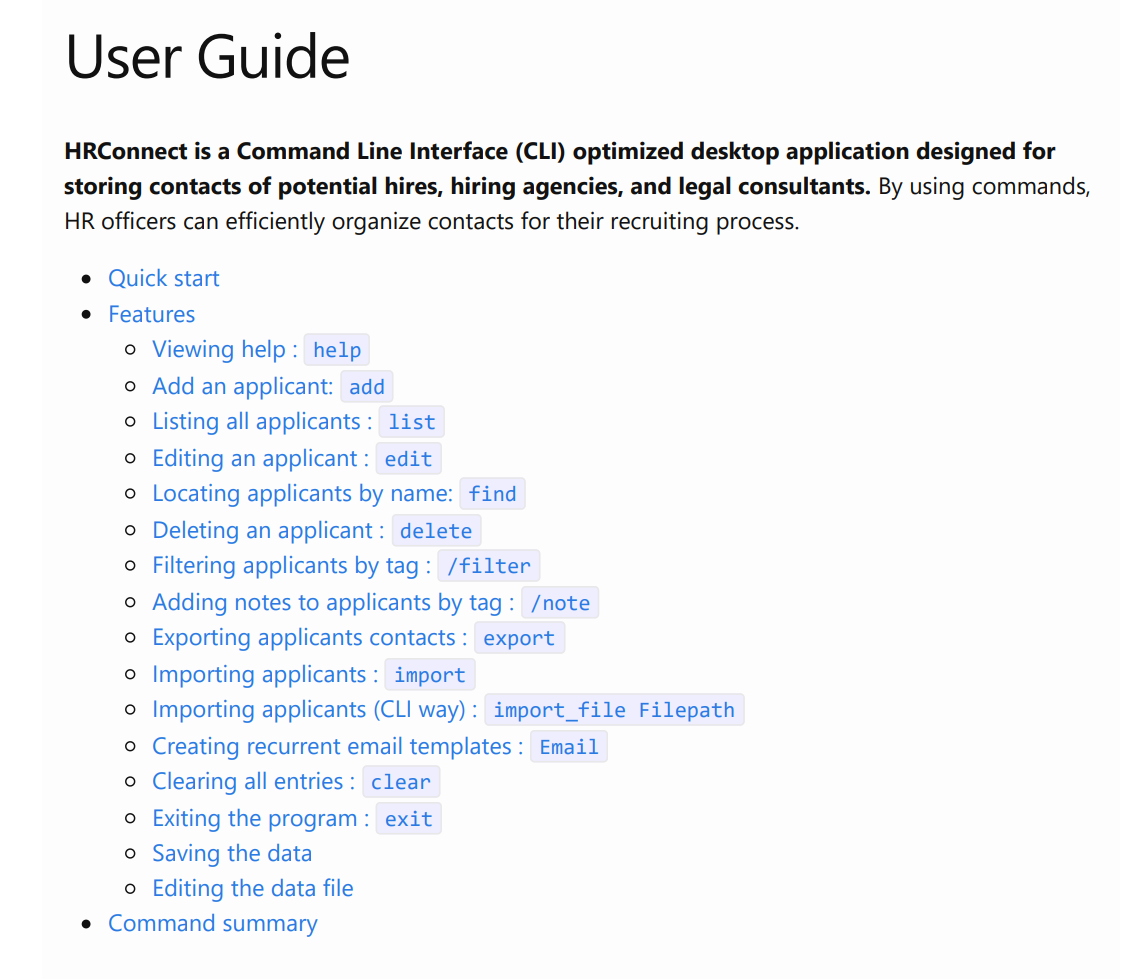 User Guide
HRConnect is a Command Line Interface (CLI) optimized desktop application designed for
storing contacts of potential hires, hiring agencies, and legal consultants. By using commands,
HR officers can efficiently organize contacts for their recruiting process.
Quick start
Features
Viewing help : help
Add an applicant: add
Listing all applicants : list
Editing an applicant : edit
Locating applicants by name: find
Deleting an applicant : delete
Filtering applicants by tag : /filter
Adding notes to applicants by tag : /note
Exporting applicants contacts : export
Importing applicants : import
Importing applicants (CLI way) : import_file Filepath
Creating recurrent email templates : Email
Clearing all entries : clear
Exiting the program : exit
Saving the data
Editing the data file
Command summary